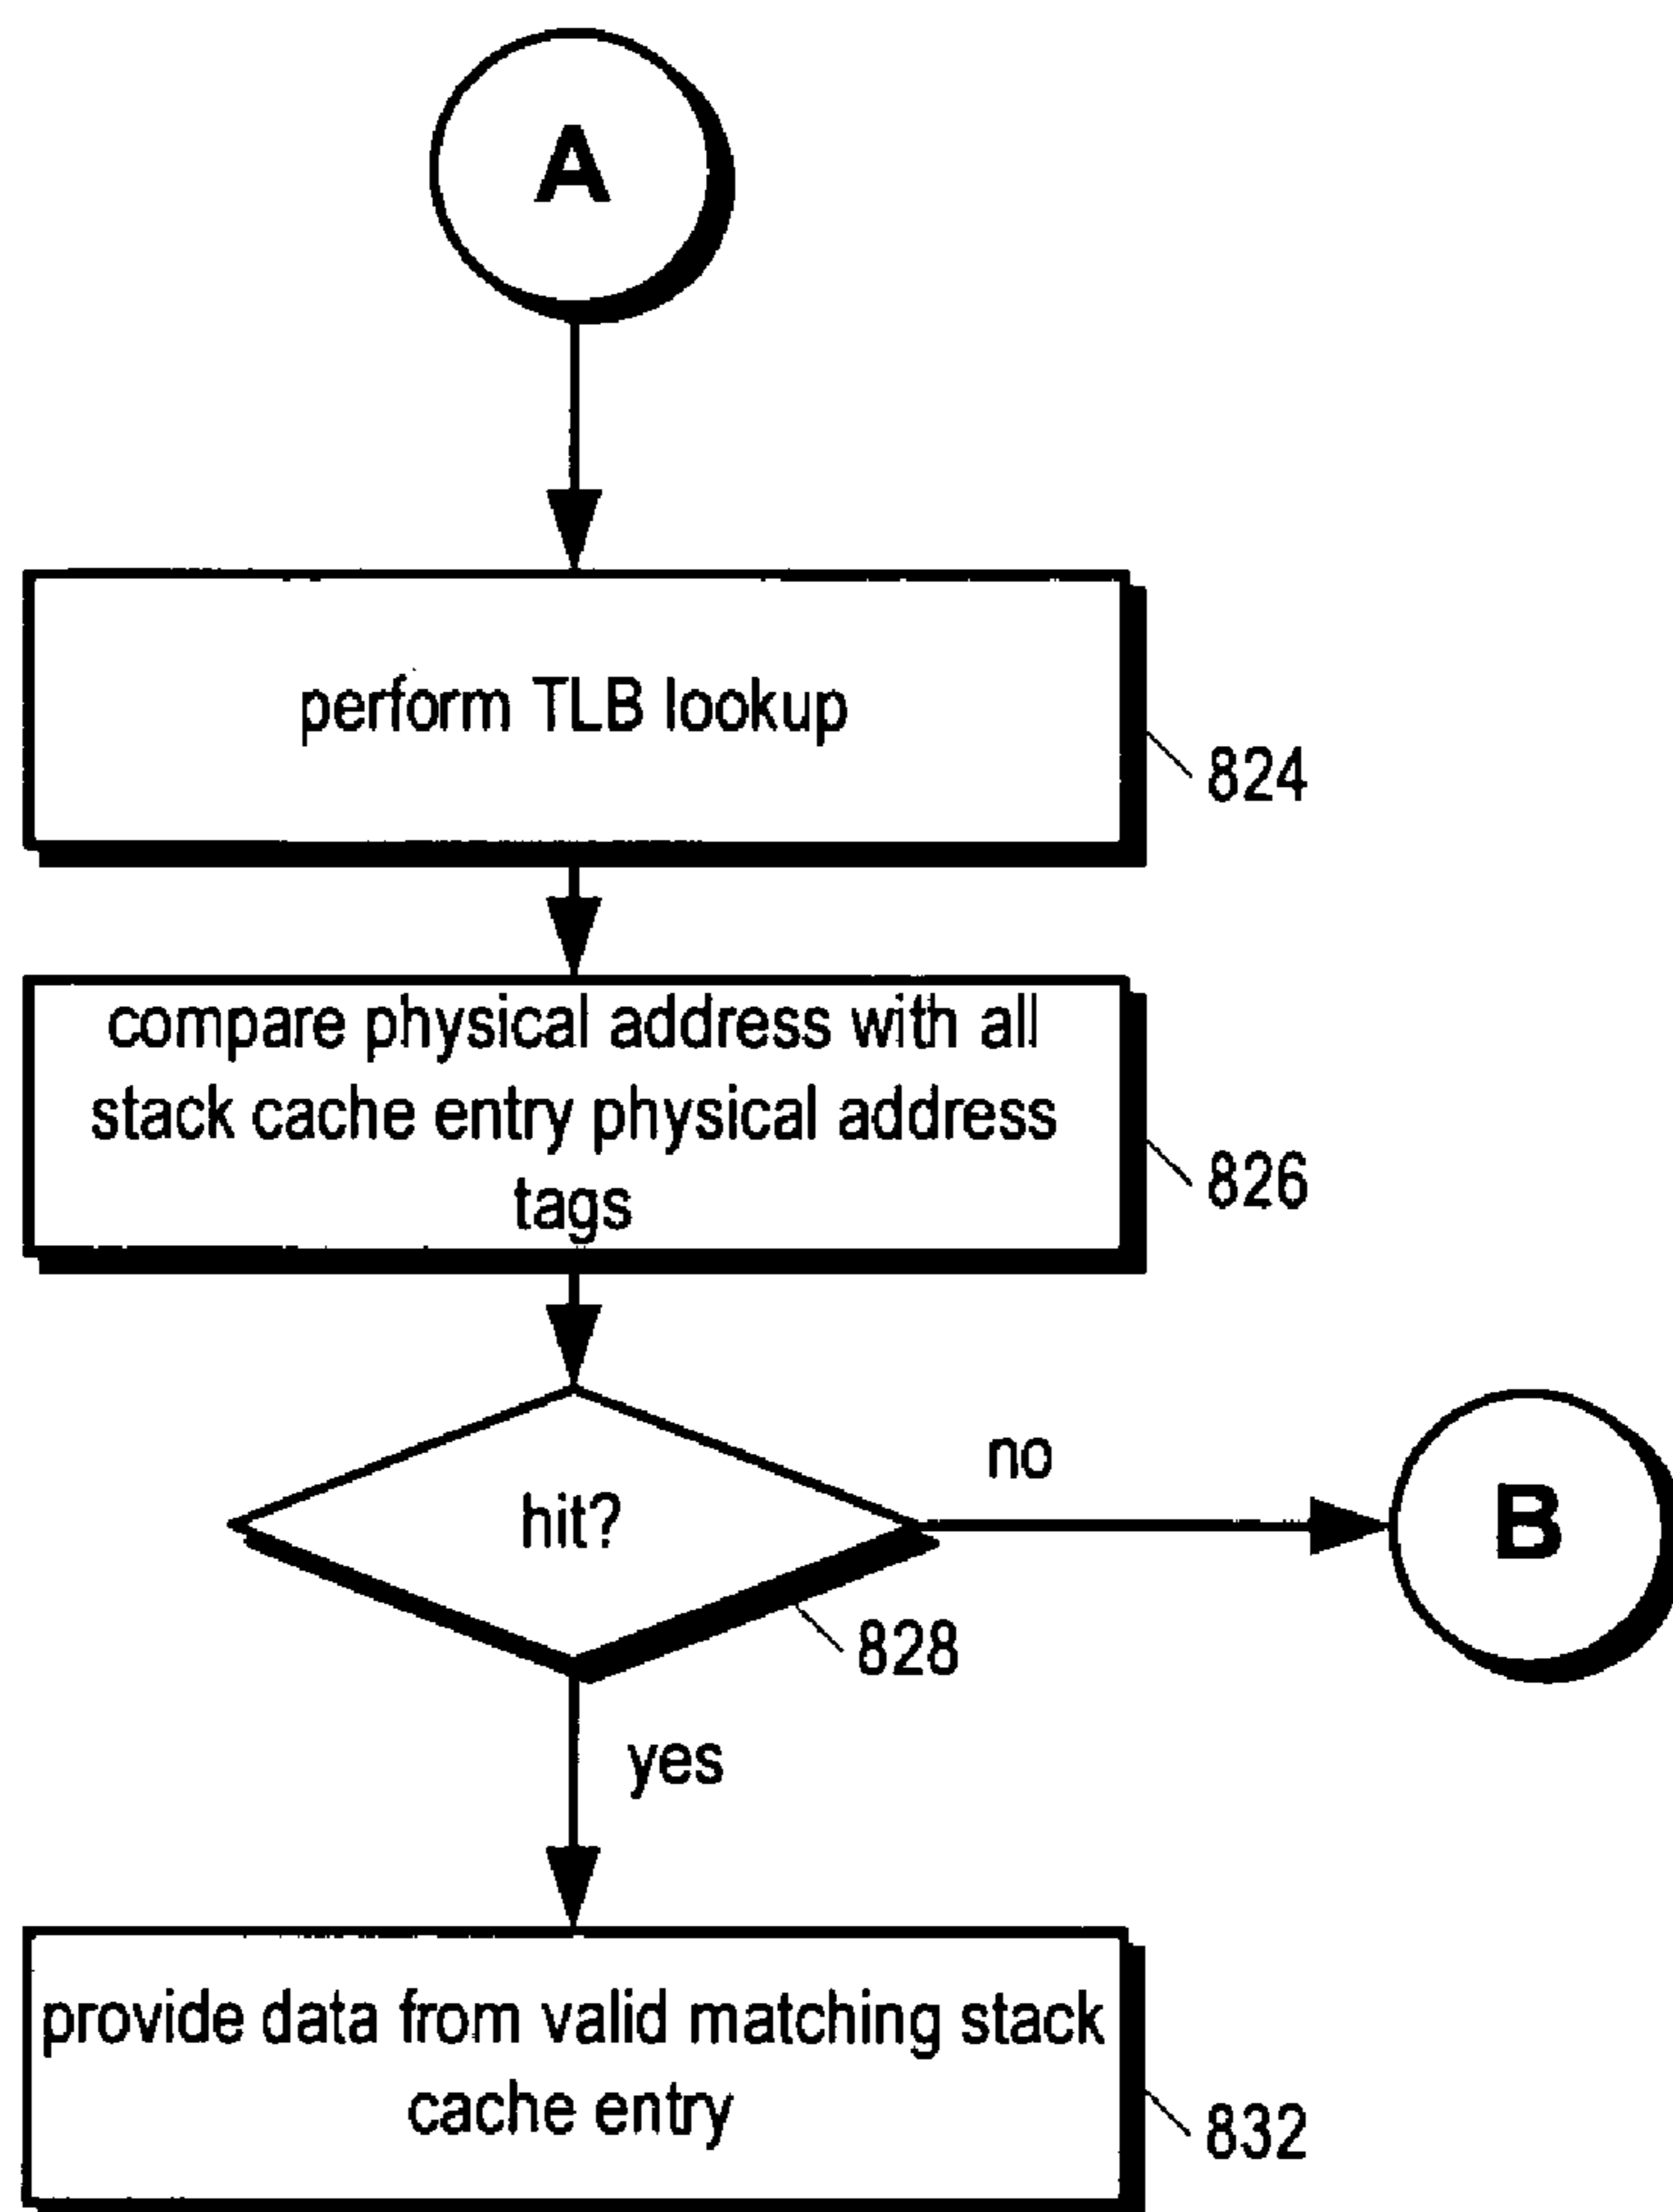 A
perform TLB lookup
824
compare physical address with all
stack cache entry physical address
tags
826
hit?
no
B
828
yes
provide data from valid matching stack
cache entry
832